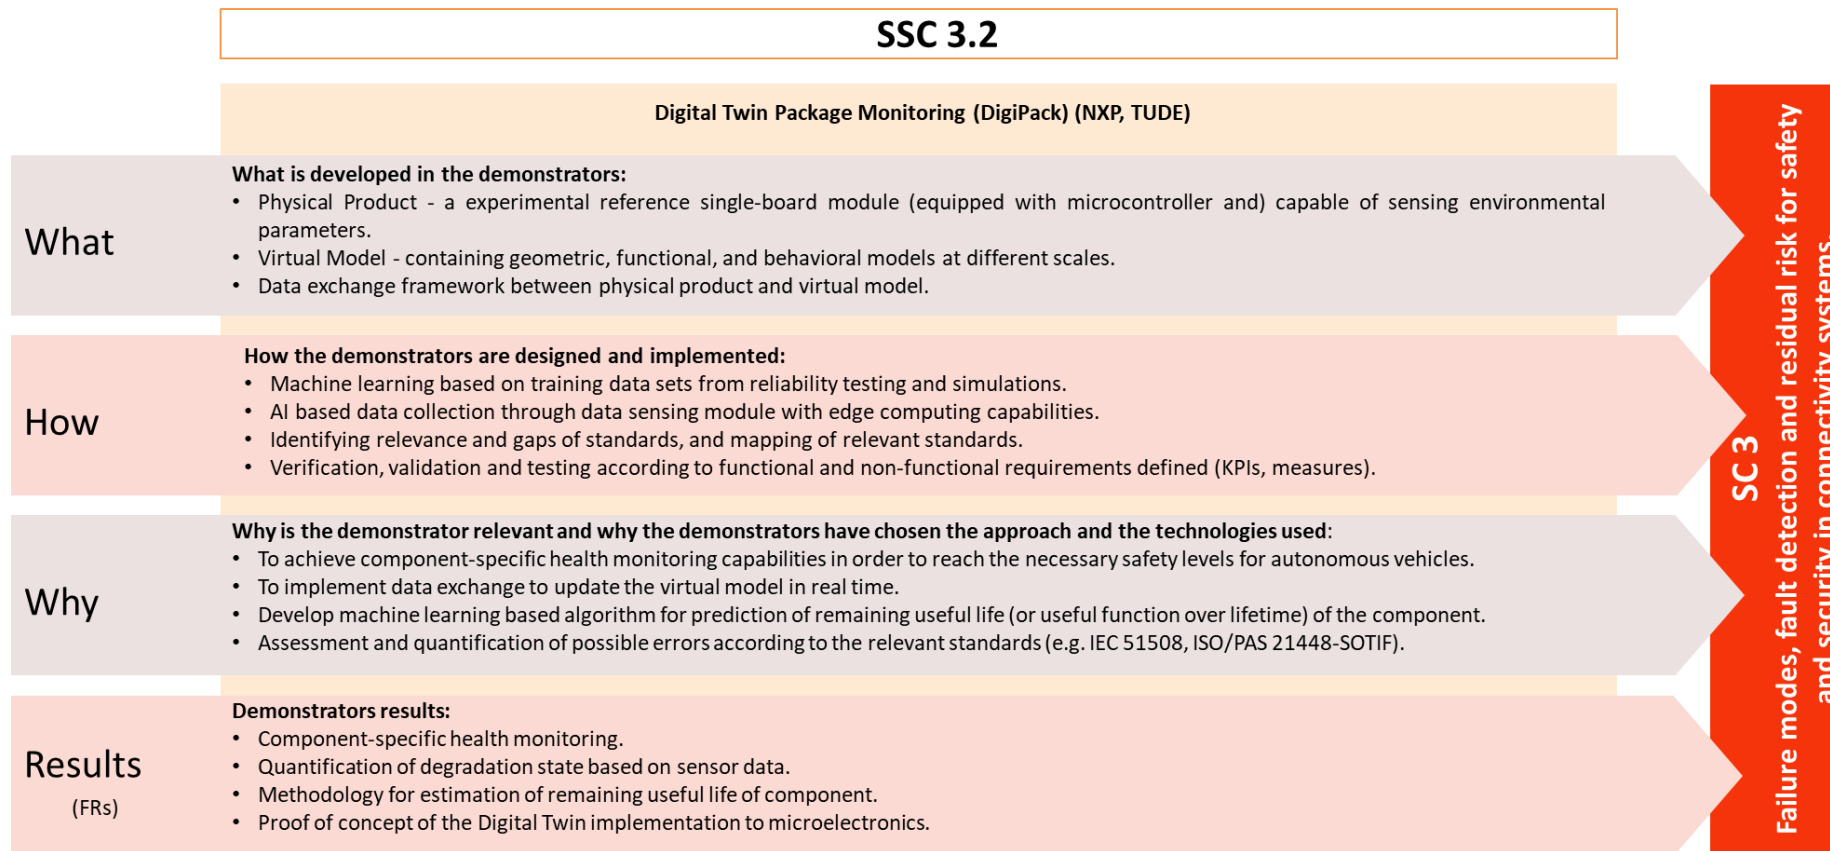 SSC 3.2
Digital Twin Package Monitoring (DigiPack) (NXP, TUDE)
What
What is developed in the demonstrators:
• Physical Product - a experimental reference single-board module (equipped with microcontroller and) capable of sensing environmental
parameters.
• Virtual Model - containing geometric, functional, and behavioral models at different scales.
• Data exchange framework between physical product and virtual model.
How
How the demonstrators are designed and implemented:
• Machine learning based on training data sets from reliability testing and simulations.
• AI based data collection through data sensing module with edge computing capabilities.
• Identifying relevance and gaps of standards, and mapping of relevant standards.
• Verification, validation and testing according to functional and non-functional requirements defined (KPIs, measures).
Why
Why is the demonstrator relevant and why the demonstrators have chosen the approach and the technologies used:
• To achieve component-specific health monitoring capabilities in order to reach the necessary safety levels for autonomous vehicles.
• To implement data exchange to update the virtual model in real time.
• Develop machine learning based algorithm for prediction of remaining useful life (or useful function over lifetime) of the component.
• Assessment and quantification of possible errors according to the relevant standards (e.g. IEC 51508, ISO/PAS 21448-SOTIF).
Results
(FRs)
Demonstrators results:
• Component-specific health monitoring.
• Quantification of degradation state based on sensor data.
• Methodology for estimation of remaining useful life of component.
• Proof of concept of the Digital Twin implementation to microelectronics.
SC 3
Failure modes, fault detection and residual risk for safety
and security in connectivity systems.